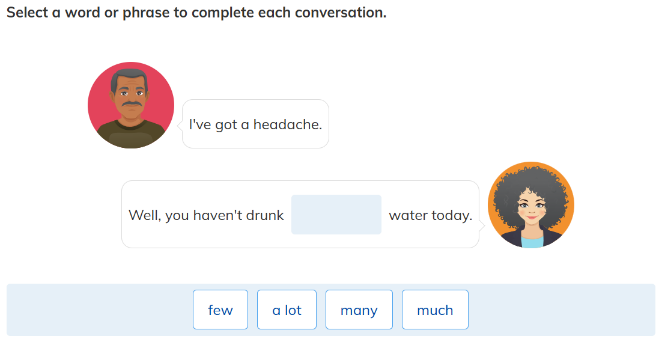 Select a word or phrase to complete each conversation.
I've got a headache.
Well, you haven't drunk water today.
few a lot many much